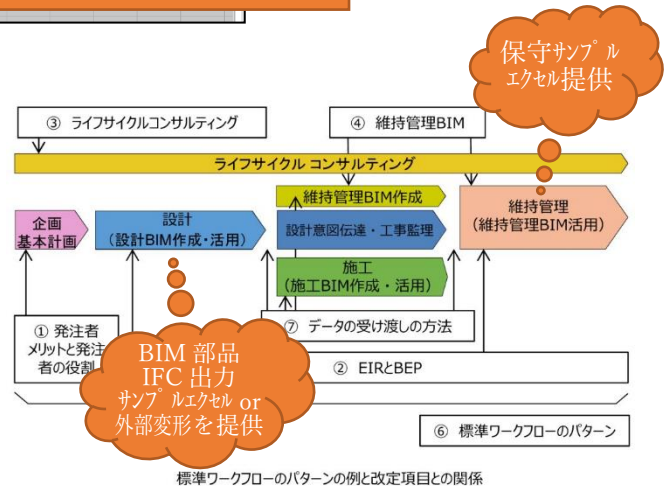 保守サンプル
エクセル提供
③ ライフサイクルコンサルティング
④ 維持管理BIM
ライフサイクル コンサルティング
維持管理BIM作成
企画
基本計画
設計
(設計BIM作成・活用)
設計意図伝達・工事監理
維持管理
(維持管理BIM活用)
施工
(施工BIM作成・活用)
① 発注者
メリットと発注
者の役割
⑦ データの受け渡しの方法
② EIRとBEP
BIM 部品
IFC 出力
サンプルエクセル or
外部変形を提供
⑥ 標準ワークフローのパターン
標準ワークフローのパターンの例と改定項目との関係